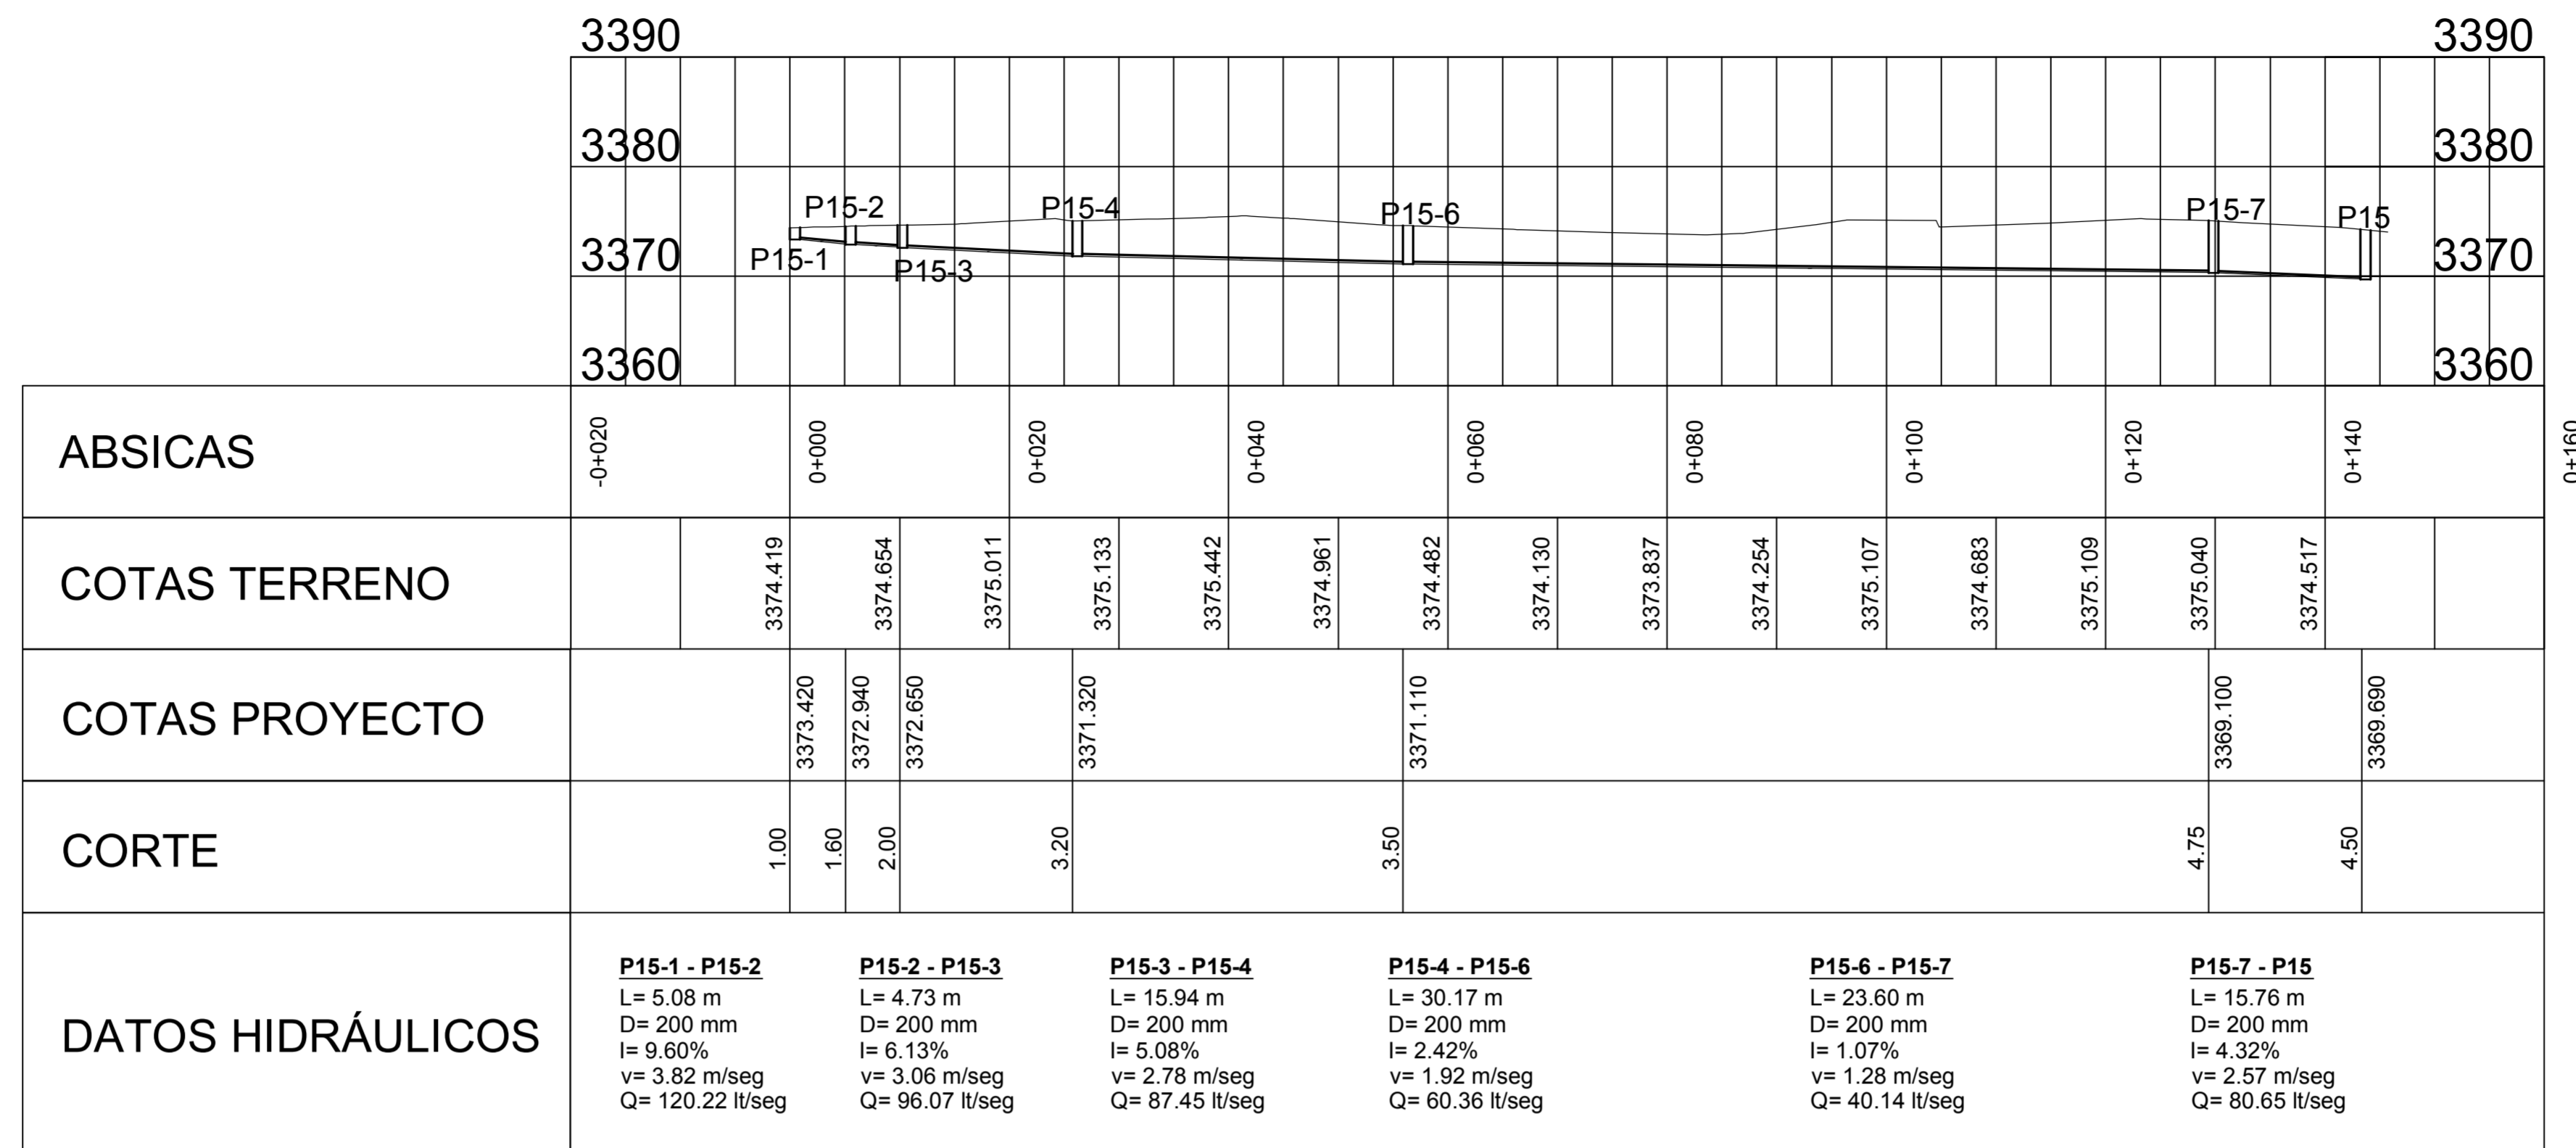 3390 3390
3380 3380
P15-2 P15-4 P15-6 P15-7 P15
3370 3370
P15-1 P15-3
3360 3360
ABSICAS -0+020 0+000 0+020 0+040 0+060 0+080 0+100 0+120 0+140 0+160
COTAS TERRENO 3374.419 3374.654 3375.011 3375.133 3375.442 3374.961 3374.482 3374.130 3373.837 3374.254 3375.107 3374.683 3375.109 3375.040 3374.517
COTAS PROYECTO 3373.420 3372.940 3372.650 3371.320 3371.110 3369.100 3369.690
CORTE 1.00 1.60 2.00 3.20 3.50 4.75 4.50
DATOS HIDRÁULICOS
P15-1 - P15-2
L= 5.08 m
D= 200 mm
I= 9.60%
v= 3.82 m/seg
Q= 120.22 lt/seg
P15-2 - P15-3
L= 4.73 m
D= 200 mm
I= 6.13%
v= 3.06 m/seg
Q= 96.07 lt/seg
P15-3 - P15-4
L= 15.94 m
D= 200 mm
I= 5.08%
v= 2.78 m/seg
Q= 87.45 lt/seg
P15-4 - P15-6
L= 30.17 m
D= 200 mm
I= 2.42%
v= 1.92 m/seg
Q= 60.36 lt/seg
P15-6 - P15-7
L= 23.60 m
D= 200 mm
I= 1.07%
v= 1.28 m/seg
Q= 40.14 lt/seg
P15-7 - P15
L= 15.76 m
D= 200 mm
I= 4.32%
v= 2.57 m/seg
Q= 80.65 lt/seg